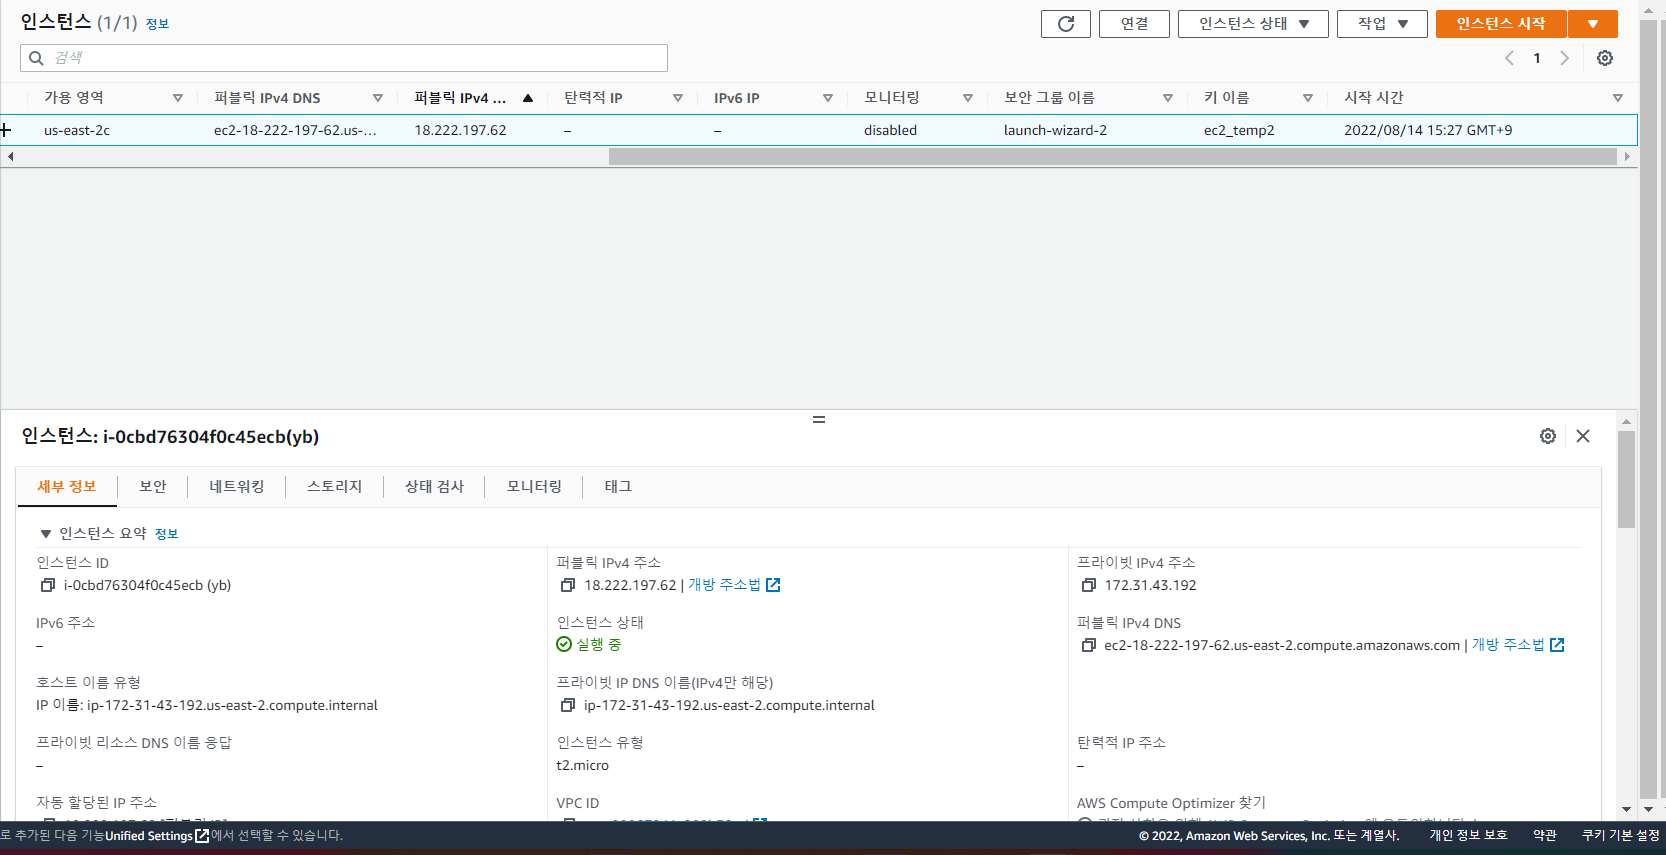 인스턴스 (1/1) 정보
연결
인스턴스 상태
작업
인스턴스 시작
검색
1
가용 영역 퍼블릭 IPv4 DNS 퍼블릭 IPv4 ... 탄력적 IP IPv6 IP 모니터링 보안 그룹 이름 키 이름 시작 시간
us-east-2c ec2-18-222-197-62.us-... 18.222.197.62 – – disabled launch-wizard-2 ec2_temp2 2022/08/14 15:27 GMT+9
인스턴스: i-0cbd76304f0c45ecb(yb)
세부 정보 보안 네트워킹 스토리지 상태 검사 모니터링 태그
인스턴스 요약 정보
인스턴스 ID
i-0cbd76304f0c45ecb (yb)
퍼블릭 IPv4 주소
18.222.197.62 | 개방 주소법
프라이빗 IPv4 주소
172.31.43.192
IPv6 주소
–
인스턴스 상태
실행 중
퍼블릭 IPv4 DNS
ec2-18-222-197-62.us-east-2.compute.amazonaws.com | 개방 주소법
호스트 이름 유형
IP 이름: ip-172-31-43-192.us-east-2.compute.internal
프라이빗 IP DNS 이름(IPv4만 해당)
ip-172-31-43-192.us-east-2.compute.internal
프라이빗 리소스 DNS 이름 응답
–
인스턴스 유형
t2.micro
탄력적 IP 주소
–
자동 할당된 IP 주소
VPC ID
AWS Compute Optimizer 찾기
로 추가된 다음 기능Unified Settings에서 선택할 수 있습니다.
© 2022, Amazon Web Services, Inc. 또는 계열사. 개인 정보 보호 약관 쿠키 기본 설정